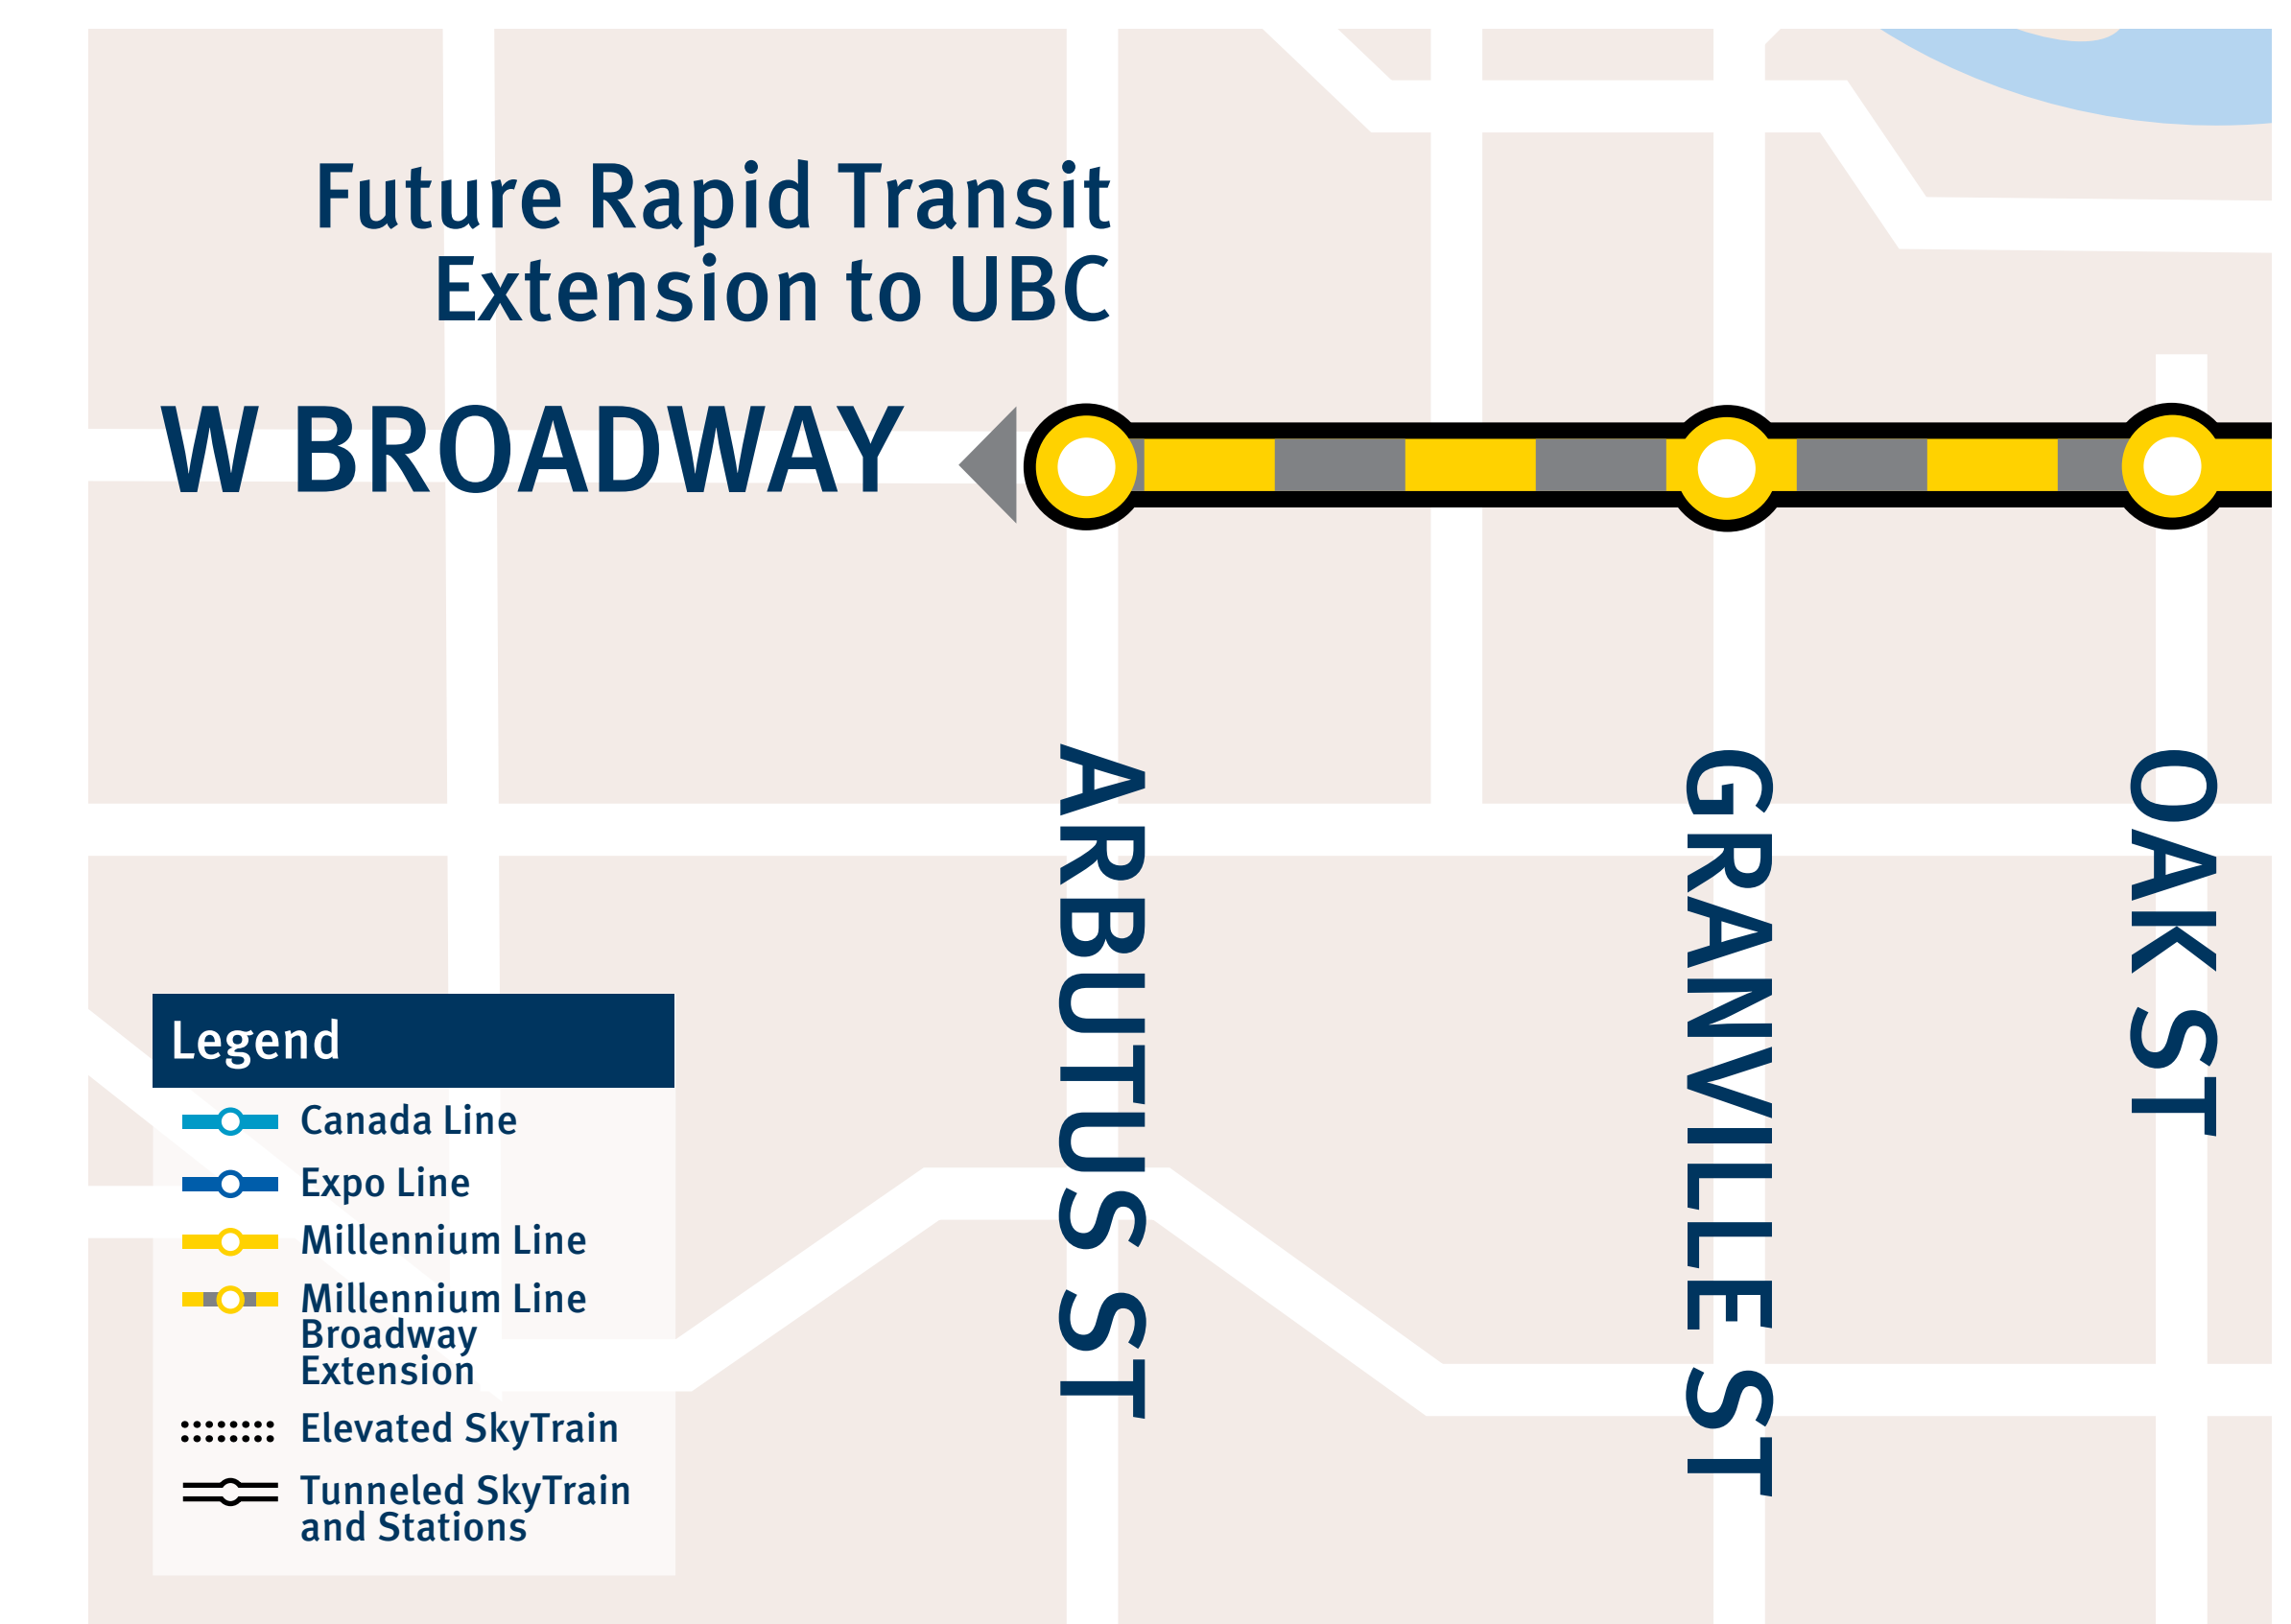 Future Rapid Transit
Extension to UBC
W BROADWAY
ARBUTUS ST
GRANVILLE ST
OAK ST
Legend
Canada Line
Expo Line
Millennium Line
Millennium Line
Broadway
Extension
Elevated SkyTrain
Tunneled SkyTrain
and Stations